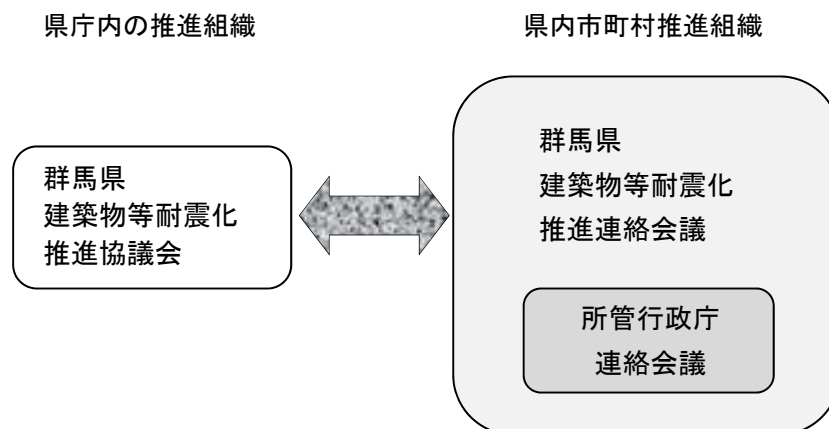 県庁内の推進組織
県内市町村推進組織
群馬県
建築物等耐震化
推進協議会
群馬県
建築物等耐震化
推進連絡会議
所管行政庁
連絡会議